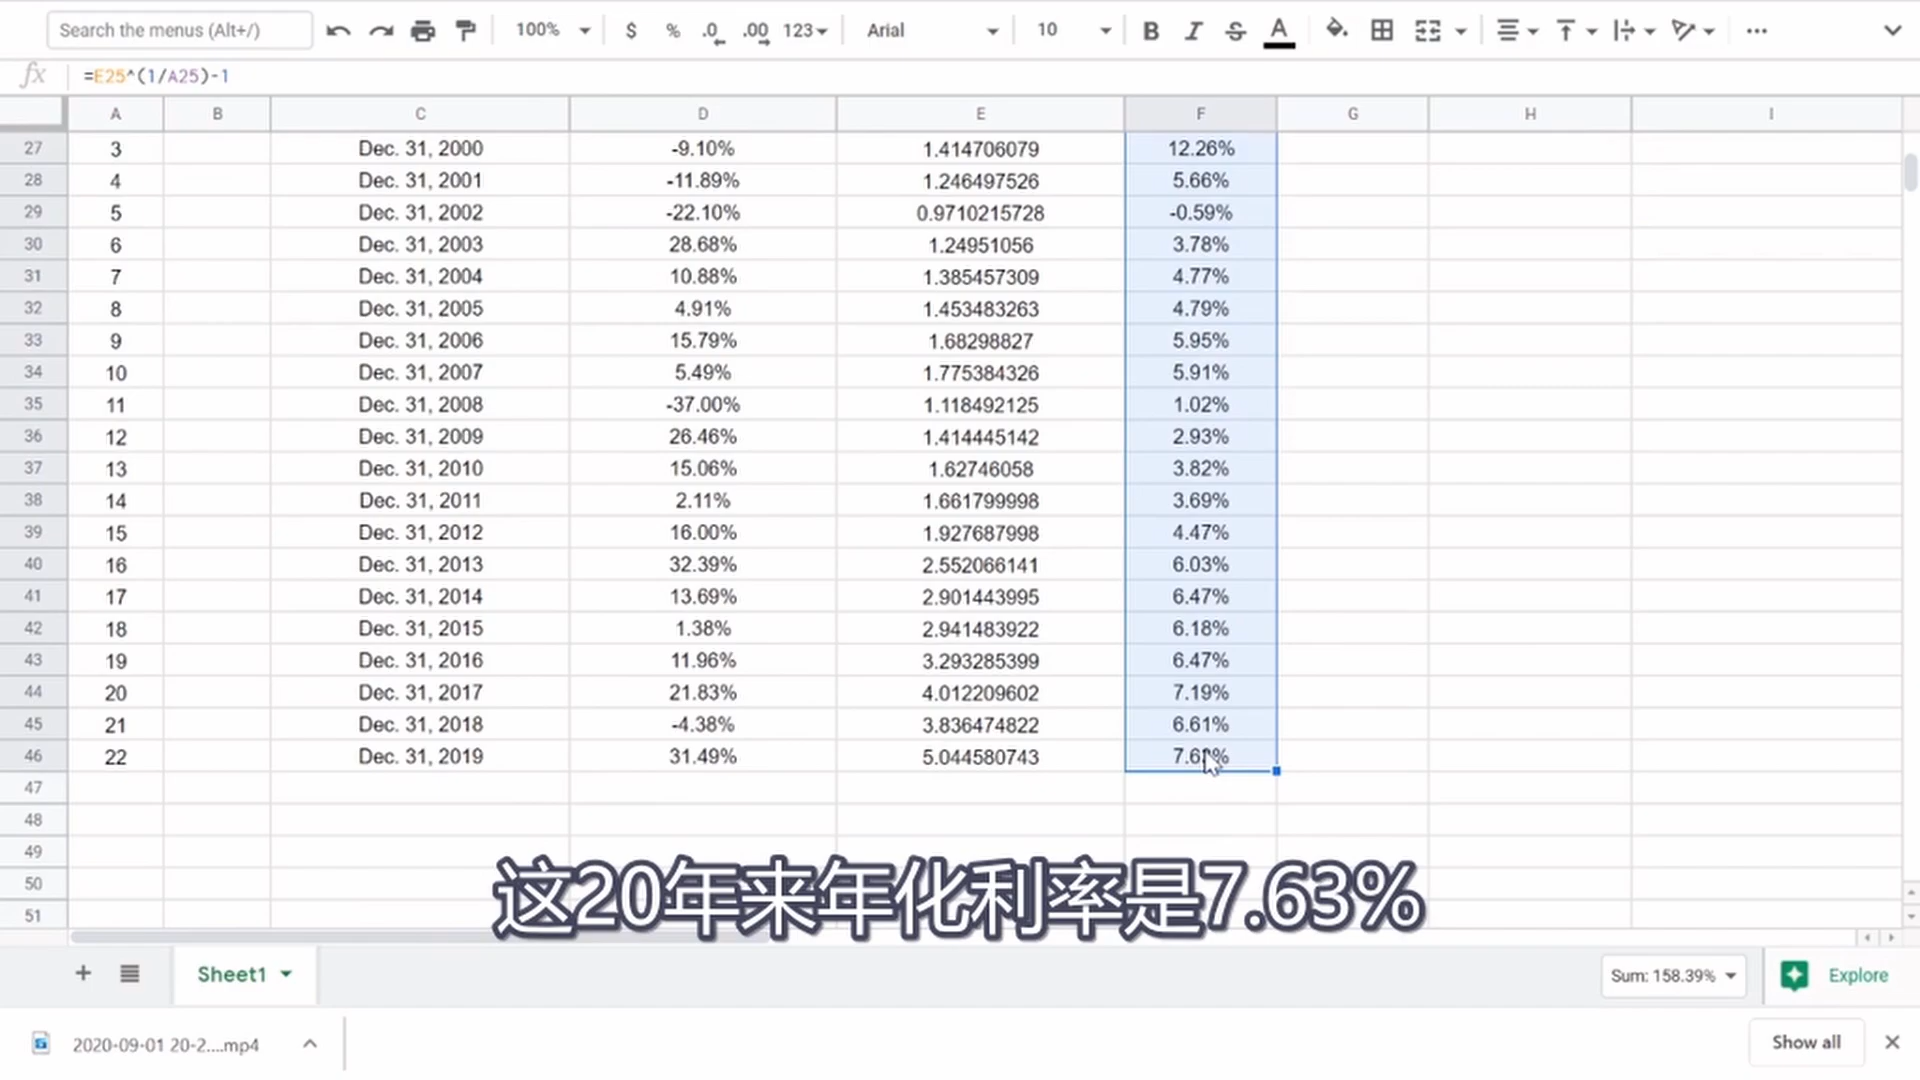 Search the menus (Alt+/)
100%
$ % .0 .00 123
Arial
10
B I S A
fx =E25^(1/A25)-1
A B C D E F G H I
27 3 Dec. 31, 2000 -9.10% 1.414706079 12.26%
28 4 Dec. 31, 2001 -11.89% 1.246497526 5.66%
29 5 Dec. 31, 2002 -22.10% 0.9710215728 -0.59%
30 6 Dec. 31, 2003 28.68% 1.24951056 3.78%
31 7 Dec. 31, 2004 10.88% 1.385457309 4.77%
32 8 Dec. 31, 2005 4.91% 1.453483263 4.79%
33 9 Dec. 31, 2006 15.79% 1.68298827 5.95%
34 10 Dec. 31, 2007 5.49% 1.775384326 5.91%
35 11 Dec. 31, 2008 -37.00% 1.118492125 1.02%
36 12 Dec. 31, 2009 26.46% 1.414445142 2.93%
37 13 Dec. 31, 2010 15.06% 1.62746058 3.82%
38 14 Dec. 31, 2011 2.11% 1.661799998 3.69%
39 15 Dec. 31, 2012 16.00% 1.927687998 4.47%
40 16 Dec. 31, 2013 32.39% 2.552066141 6.03%
41 17 Dec. 31, 2014 13.69% 2.901443995 6.47%
42 18 Dec. 31, 2015 1.38% 2.941483922 6.18%
43 19 Dec. 31, 2016 11.96% 3.293285399 6.47%
44 20 Dec. 31, 2017 21.83% 4.012209602 7.19%
45 21 Dec. 31, 2018 -4.38% 3.836474822 6.61%
46 22 Dec. 31, 2019 31.49% 5.044580743
47
48
49
50
51
这20年来年化利率是7.63%
Sheet1
Sum: 158.39%
Explore
2020-09-01 20-2....mp4
Show all